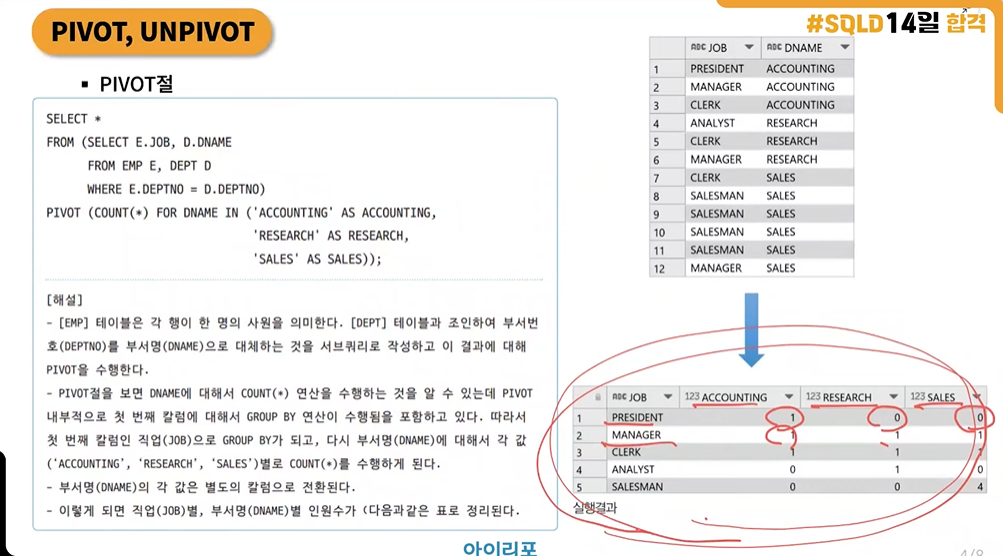 PIVOT, UNPIVOT
#SQLD14일 합격
▪ PIVOT절
SELECT *
FROM (SELECT E.JOB, D.DNAME
FROM EMP E, DEPT D
WHERE E.DEPTNO = D.DEPTNO)
PIVOT (COUNT(*) FOR DNAME IN ('ACCOUNTING' AS ACCOUNTING,
'RESEARCH' AS RESEARCH,
'SALES' AS SALES));
[해설]
- [EMP] 테이블은 각 행이 한 명의 사원을 의미한다. [DEPT] 테이블과 조인하여 부서번
호(DEPTNO)를 부서명(DNAME)으로 대체하는 것을 서브쿼리로 작성하고 이 결과에 대해
PIVOT을 수행한다.
- PIVOT절을 보면 DNAME에 대해서 COUNT(*) 연산을 수행하는 것을 알 수 있는데 PIVOT
내부적으로 첫 번째 칼럼에 대해서 GROUP BY 연산이 수행됨을 포함하고 있다. 따라서
첫 번째 칼럼인 직업(JOB)으로 GROUP BY가 되고, 다시 부서명(DNAME)에 대해서 각 값
('ACCOUNTING', 'RESEARCH', 'SALES')별로 COUNT(*)를 수행하게 된다.
- 부서명(DNAME)의 각 값은 별도의 칼럼으로 전환된다.
- 이렇게 되면 직업(JOB)별, 부서명(DNAME)별 인원수가 (다음과같은 표로 정리된다.
ABC JOB ABC DNAME
1 PRESIDENT ACCOUNTING
2 MANAGER ACCOUNTING
3 CLERK ACCOUNTING
4 ANALYST RESEARCH
5 CLERK RESEARCH
6 MANAGER RESEARCH
7 CLERK SALES
8 SALESMAN SALES
9 SALESMAN SALES
10 SALESMAN SALES
11 SALESMAN SALES
12 MANAGER SALES
ABC JOB 123 ACCOUNTING 123 RESEARCH 123 SALES
1 PRESIDENT 1 0 0
2 MANAGER 1 1 1
3 CLERK 1 1 1
4 ANALYST 0 1 0
5 SALESMAN 0 0 4
실행결과
아이리포